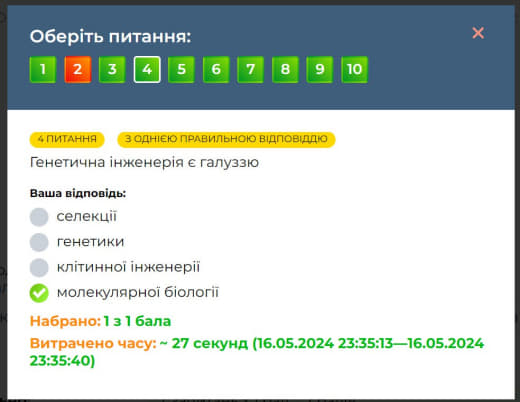 Оберіть питання:
1 2 3 4 5 6 7 8 9 10
4 ПИТАННЯ З ОДНІЄЮ ПРАВИЛЬНОЮ ВІДПОВІДДЮ
Генетична інженерія є галуззю
Ваша відповідь:
селекції
генетики
клітинної інженерії
молекулярної біології
Набрано: 1 з 1 бала
Витрачено часу: ~ 27 секунд (16.05.2024 23:35:13—16.05.2024
23:35:40)